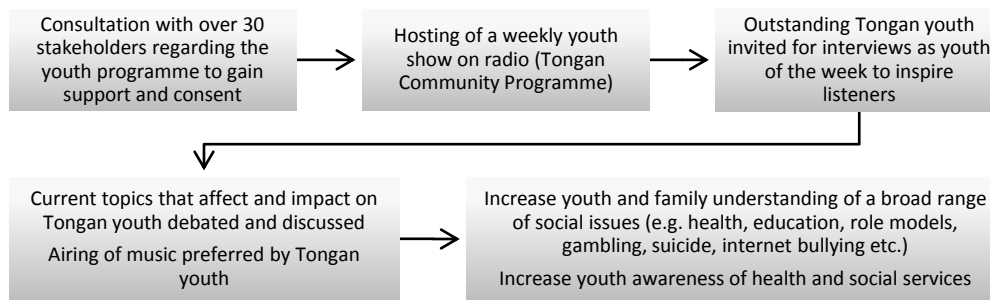 Consultation with over 30
stakeholders regarding the
youth programme to gain
support and consent
Hosting of a weekly youth
show on radio (Tongan
Community Programme)
Outstanding Tongan youth
invited for interviews as youth
of the week to inspire
listeners
Current topics that affect and impact on
Tongan youth debated and discussed
Airing of music preferred by Tongan
youth
Increase youth and family understanding of a broad range
of social issues (e.g. health, education, role models,
gambling, suicide, internet bullying etc.)
Increase youth awareness of health and social services